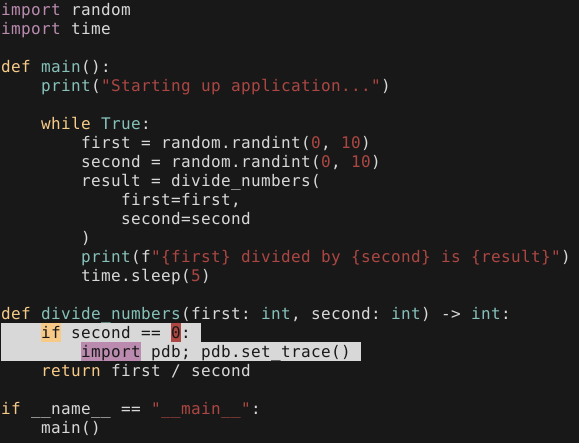 import random
import time
def main():
    print("Starting up application...")
    while True:
        first = random.randint(0, 10)
        second = random.randint(0, 10)
        result = divide_numbers(
            first=first,
            second=second
        )
        print(f"{first} divided by {second} is {result}")
        time.sleep(5)
def divide_numbers(first: int, second: int) -> int:
    if second == 0:
        import pdb; pdb.set_trace()
    return first / second
if __name__ == "__main__":
    main()